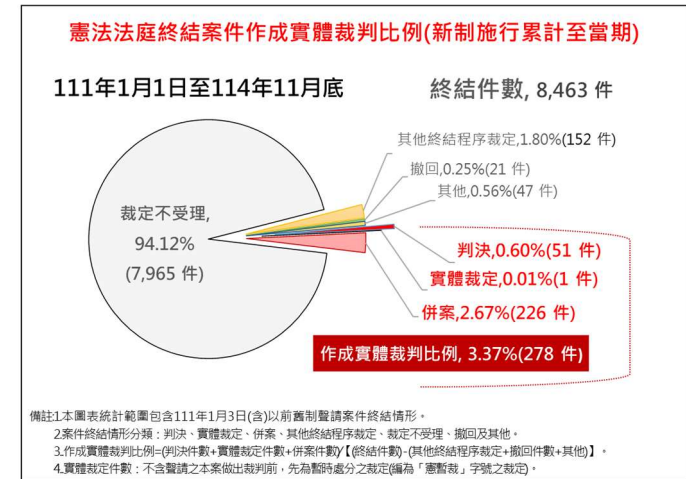 憲法法庭終結案件作成實體裁判比例(新制施行累計至當期)
111年1月1日至114年11月底
終結件數, 8,463 件
其他終結程序裁定,1.80%(152 件)
撤回,0.25%(21 件)
其他,0.56%(47 件)
裁定不受理,
94.12%
(7,965 件)
判決,0.60%(51 件)
實體裁定,0.01%(1 件)
併案,2.67%(226 件)
作成實體裁判比例, 3.37%(278 件)
備註:1.本圖表統計範圍包含111年1月3日(含)以前舊制聲請案件終結情形。
2.案件終結情形分類：判決、實體裁定、併案、其他終結程序裁定、裁定不受理、撤回及其他。
3.作成實體裁判比例=(判決件數+實體裁定件數+併案件數)/【(終結件數)-(其他終結程序裁定+撤回件數+其他)】。
4.實體裁定件數：不含聲請之本案做出裁判前，先為暫時處分之裁定(編為「憲暫裁」字號之裁定)。